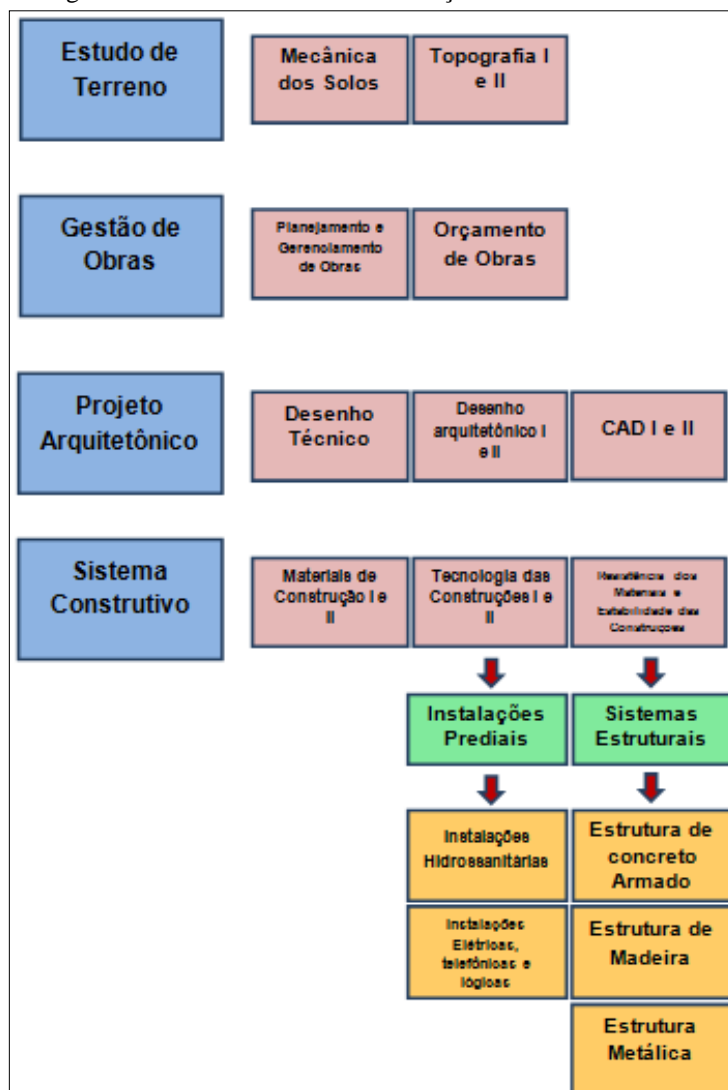 Estudo de
Terreno
Mecânica
dos Solos
Topografia I
e II
Gestão de
Obras
Planejamento e
Gerenciamento
de Obras
Orçamento
de Obras
Projeto
Arquitetônico
Desenho
Técnico
Desenho
arquitetônico I
e II
CAD I e II
Sistema
Construtivo
Materiais de
Construção I e
II
Tecnologia das
Construções I e
II
Resistência dos
Materiais e
Estabilidade das
Construções
Instalações
Prediais
Sistemas
Estruturais
Instalações
Hidrossanitárias
Estrutura de
concreto
Armado
Instalações
Elétricas,
telefônicas e
lógicas
Estrutura de
Madeira
Estrutura
Metálica